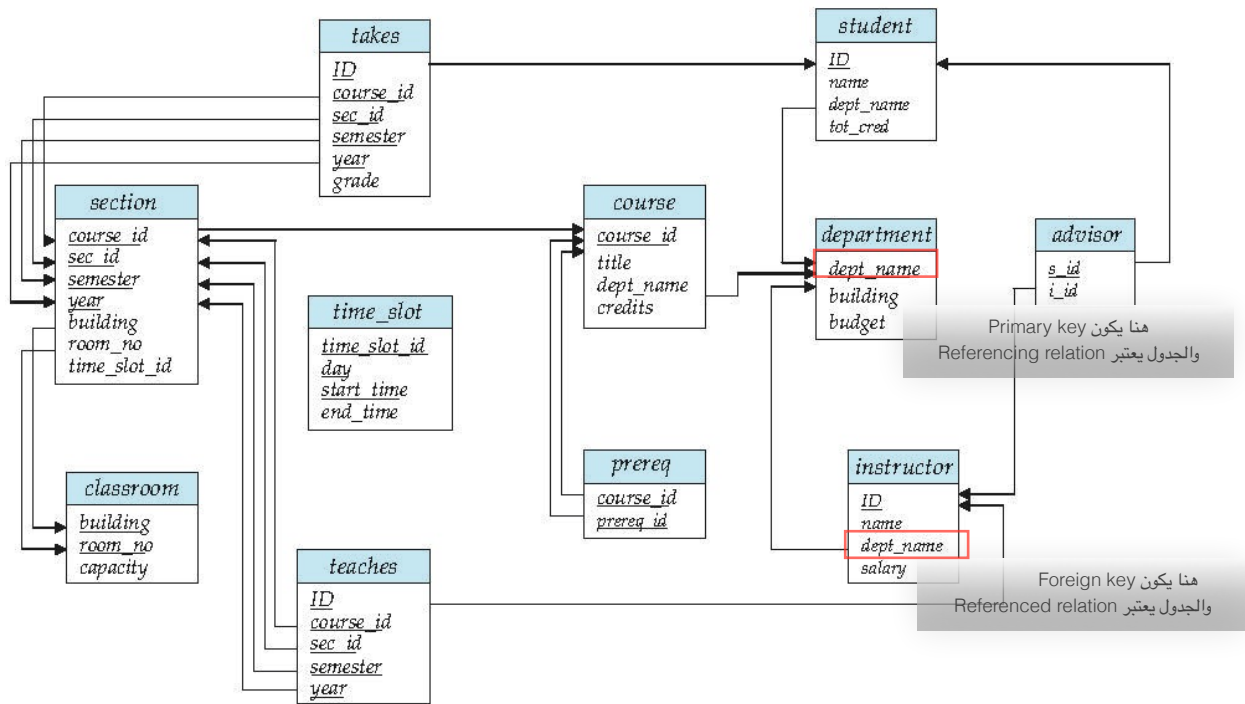 takes
ID
course_id
sec_id
semester
year
grade
student
ID
name
dept_name
tot_cred
section
course_id
sec_id
semester
year
building
room_no
time_slot_id
course
course_id
title
dept_name
credits
department
dept_name
building
budget
advisor
s_id
i_id
هنا يكون Primary key
والجدول يعتبر Referencing relation
time_slot
time_slot_id
day
start_time
end_time
prereq
course_id
prereq_id
instructor
ID
name
dept_name
salary
هنا يكون Foreign key
والجدول يعتبر Referenced relation
classroom
building
room_no
capacity
teaches
ID
course_id
sec_id
semester
year